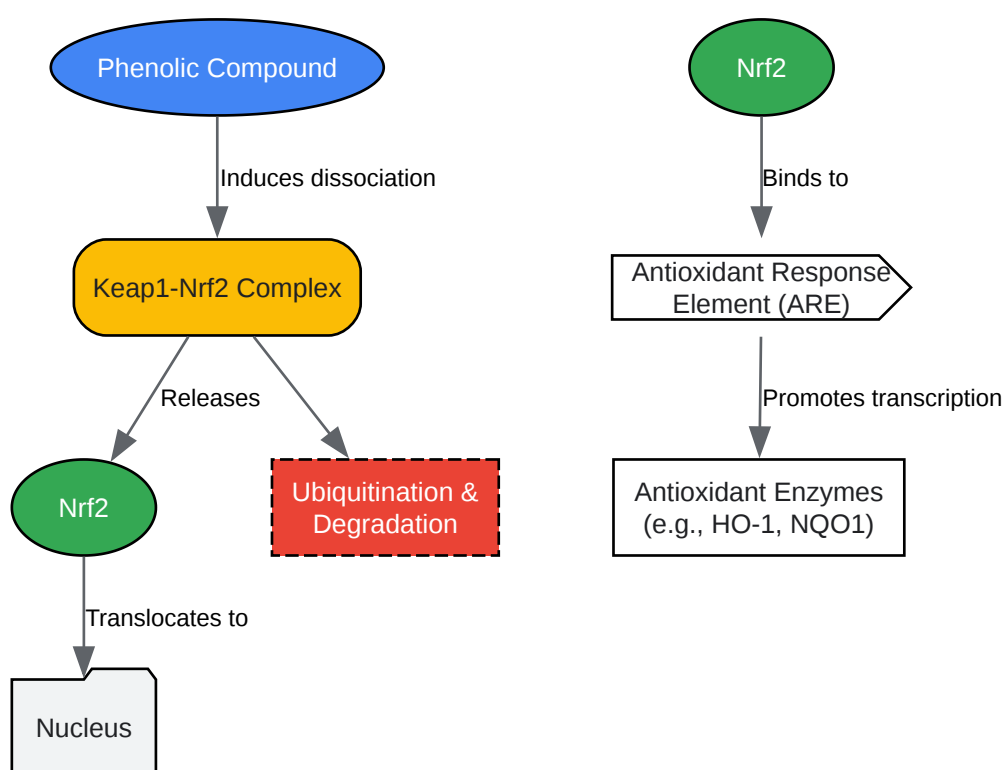 Phenolic Compound
Induces dissociation
Keap1-Nrf2 Complex
Releases
Nrf2
Ubiquitination &
Degradation
Translocates to
Nucleus
Nrf2
Binds to
Antioxidant Response
Element (ARE)
Promotes transcription
Antioxidant Enzymes
(e.g., HO-1, NQO1)